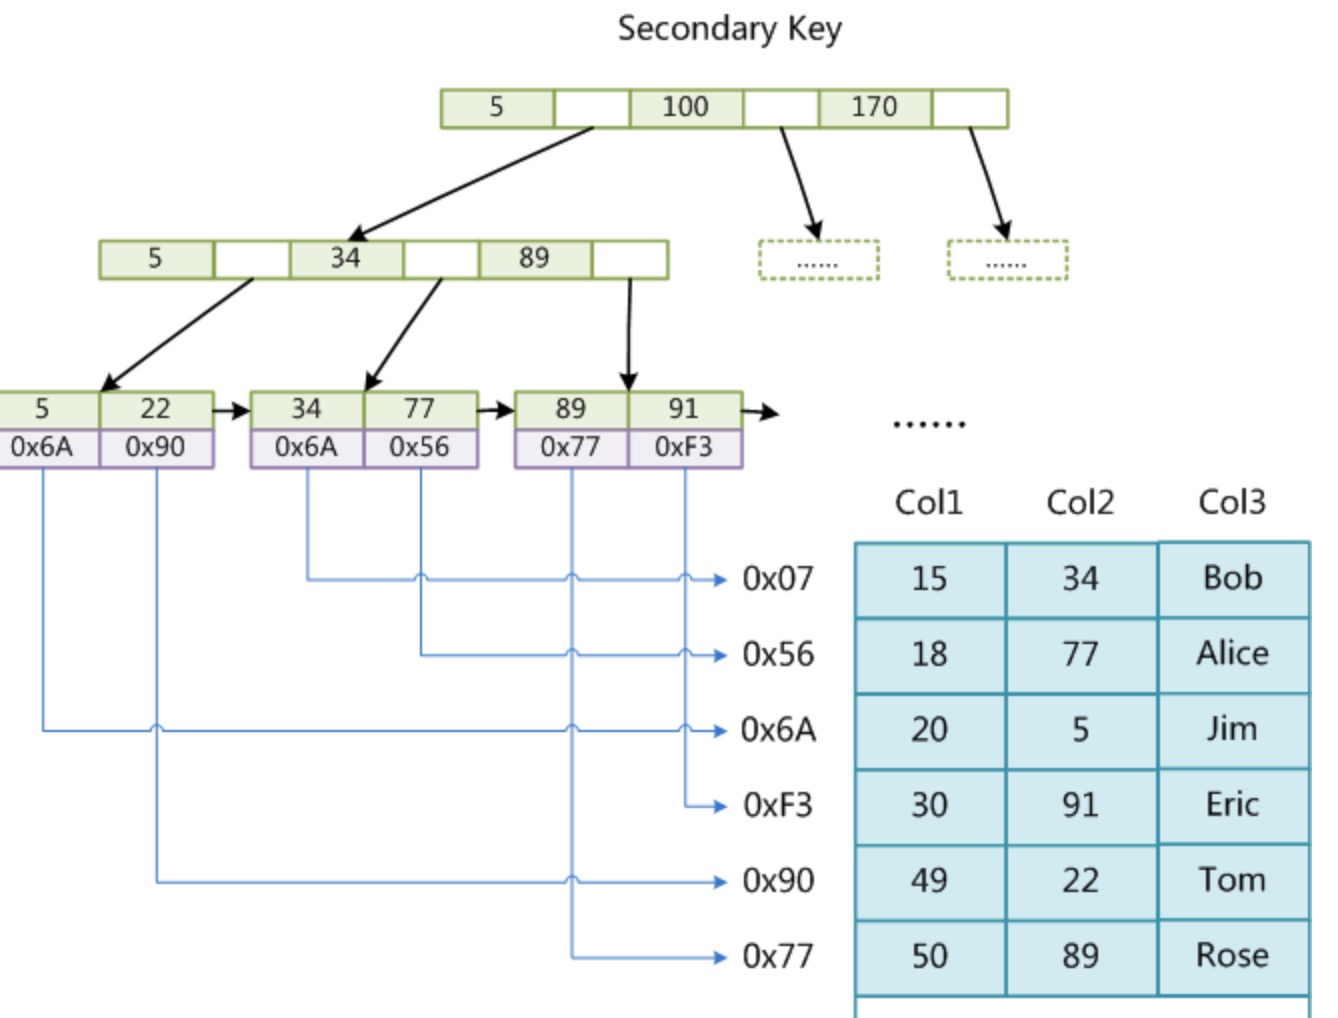 Secondary Key
5 100 170
5 34 89 ...... ......
5 22 34 77 89 91
0x6A 0x90 0x6A 0x56 0x77 0xF3
......
Col1 Col2 Col3
0x07 15 34 Bob
0x56 18 77 Alice
0x6A 20 5 Jim
0xF3 30 91 Eric
0x90 49 22 Tom
0x77 50 89 Rose